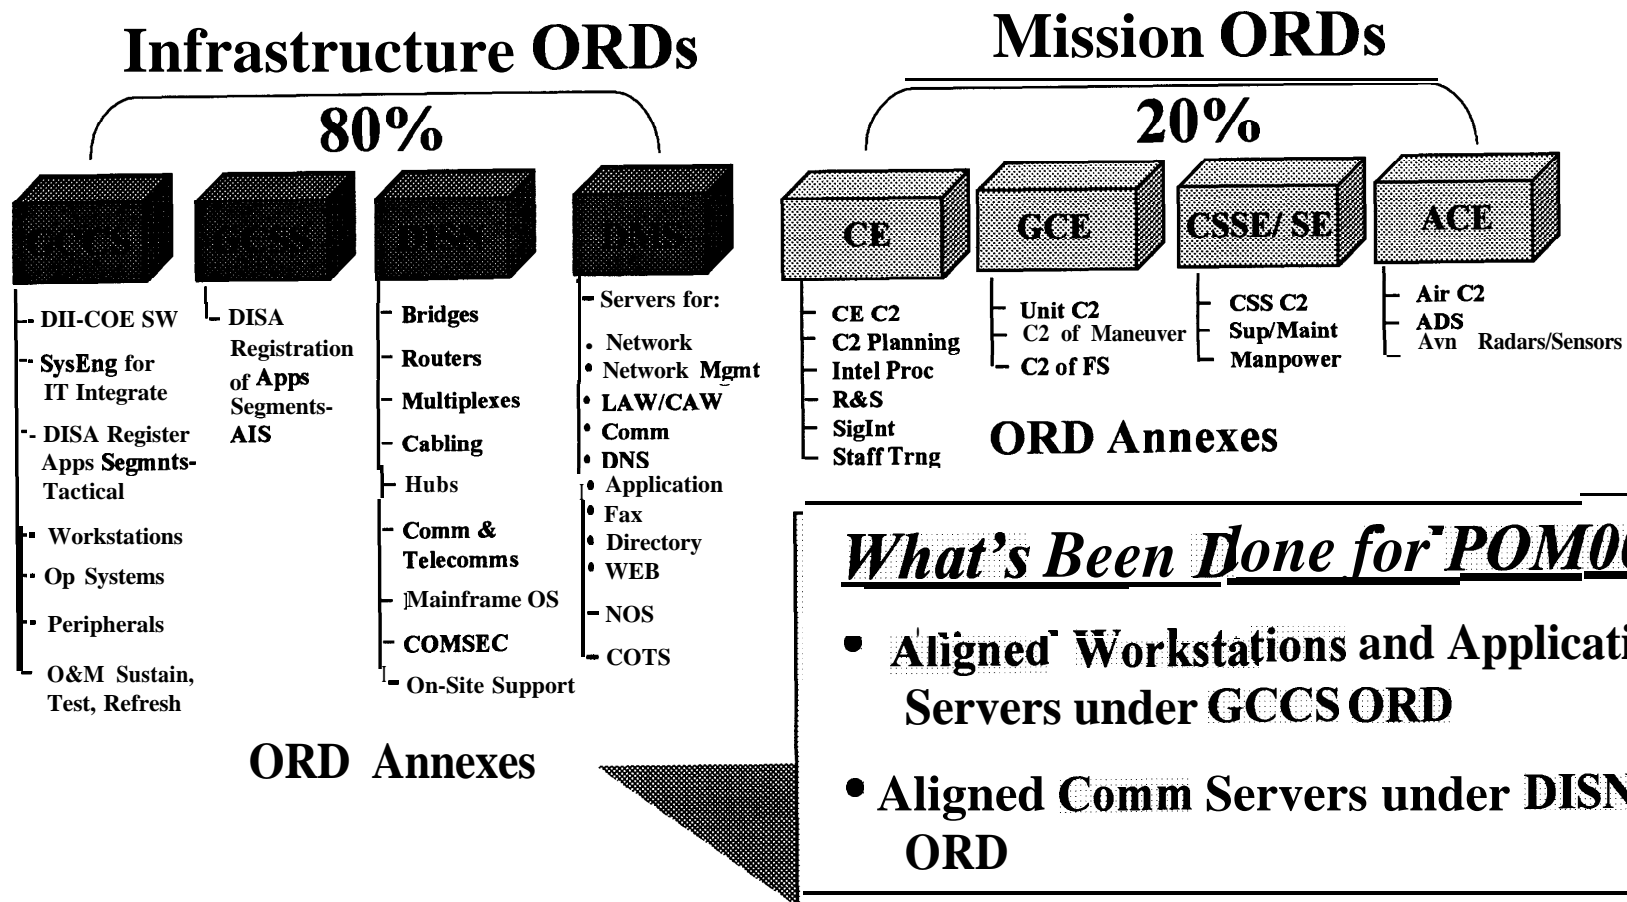 Infrastructure ORDs
80%
GCCS
GCSS
DISN
DMS
DII-COE SW
SysEng for
IT Integrate
DISA Register
Apps Segmnts-
Tactical
Workstations
Op Systems
Peripherals
O&M Sustain,
Test, Refresh
DISA
Registration
of Apps
Segments-
AIS
Bridges
Routers
Multiplexes
Cabling
Hubs
Comm &
Telecomms
Mainframe OS
COMSEC
On-Site Support
Servers for:
• Network
• Network Mgmt
• LAW/CAW
• Comm
• DNS
• Application
• Fax
• Directory
• WEB
NOS
COTS
ORD Annexes
Mission ORDs
20%
CE
GCE
CSSE/ SE
ACE
CE C2
C2 Planning
Intel Proc
R&S
SigInt
Staff Trng
Unit C2
C2 of Maneuver
C2 of FS
CSS C2
Sup/Maint
Manpower
Air C2
ADS
Avn Radars/Sensors
ORD Annexes
What's Been Done for POM00
• Aligned Workstations and Applicati
Servers under GCCS ORD
• Aligned Comm Servers under DISN
ORD